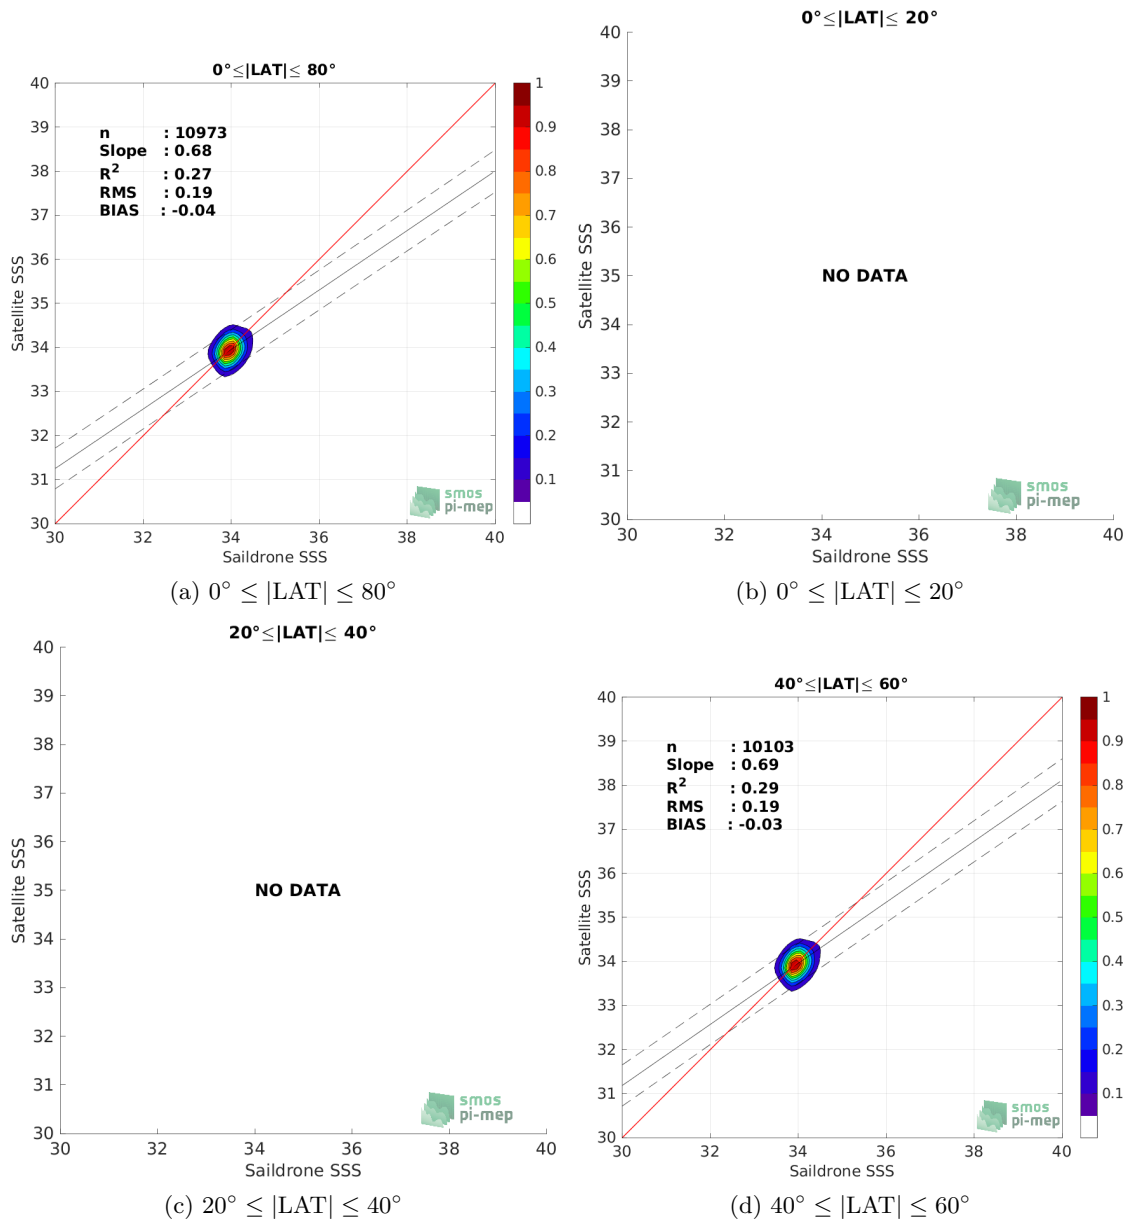 0°≤|LAT|≤ 80°
40
39
38
37
36
35
34
33
32
31
30
Satellite SSS
n : 10973
Slope : 0.68
R² : 0.27
RMS : 0.19
BIAS : -0.04
smos
pi-mep
30 32 34 36 38 40
Saildrone SSS
1
0.9
0.8
0.7
0.6
0.5
0.4
0.3
0.2
0.1
(a) 0° ≤ |LAT| ≤ 80°
0°≤|LAT|≤ 20°
40
39
38
37
36
35
34
33
32
31
30
Satellite SSS
NO DATA
smos
pi-mep
30 32 34 36 38 40
Saildrone SSS
(b) 0° ≤ |LAT| ≤ 20°
20°≤|LAT|≤ 40°
40
39
38
37
36
35
34
33
32
31
30
Satellite SSS
NO DATA
smos
pi-mep
30 32 34 36 38 40
Saildrone SSS
(c) 20° ≤ |LAT| ≤ 40°
40°≤|LAT|≤ 60°
40
39
38
37
36
35
34
33
32
31
30
Satellite SSS
n : 10103
Slope : 0.69
R² : 0.29
RMS : 0.19
BIAS : -0.03
smos
pi-mep
30 32 34 36 38 40
Saildrone SSS
1
0.9
0.8
0.7
0.6
0.5
0.4
0.3
0.2
0.1
(d) 40° ≤ |LAT| ≤ 60°